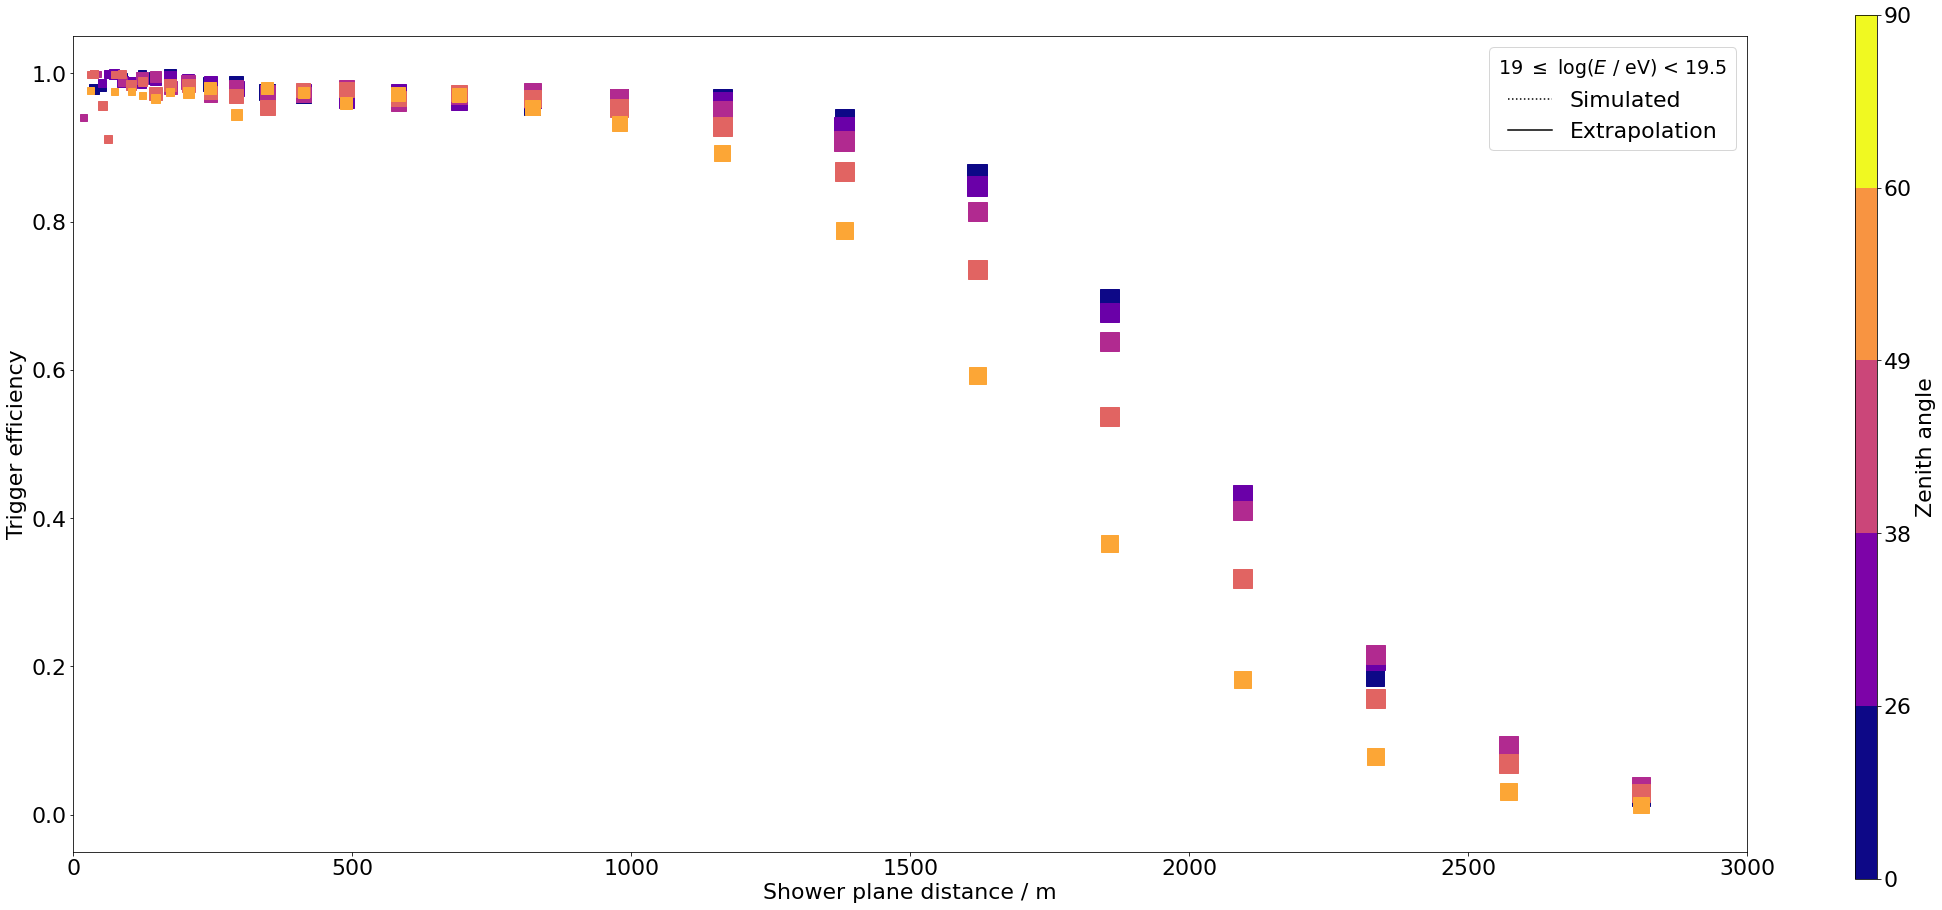 19 ≤ log(E / eV) < 19.5
Simulated
Extrapolation
Trigger efficiency
1.0
0.8
0.6
0.4
0.2
0.0
0 500 1000 1500 2000 2500 3000
Shower plane distance / m
90
60
49
38
26
0
Zenith angle